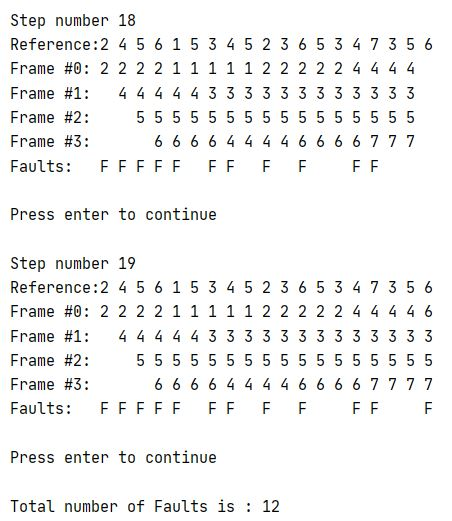 Step number 18
Reference:2 4 5 6 1 5 3 4 5 2 3 6 5 3 4 7 3 5 6
Frame #0: 2 2 2 2 1 1 1 1 1 2 2 2 2 2 4 4 4 4
Frame #1:   4 4 4 4 4 3 3 3 3 3 3 3 3 3 3 3 3
Frame #2:     5 5 5 5 5 5 5 5 5 5 5 5 5 5 5 5
Frame #3:       6 6 6 6 4 4 4 4 6 6 6 6 7 7 7
Faults:   F F F F F   F F   F   F     F F
Press enter to continue
Step number 19
Reference:2 4 5 6 1 5 3 4 5 2 3 6 5 3 4 7 3 5 6
Frame #0: 2 2 2 2 1 1 1 1 1 2 2 2 2 2 4 4 4 4 6
Frame #1:   4 4 4 4 4 3 3 3 3 3 3 3 3 3 3 3 3 3
Frame #2:     5 5 5 5 5 5 5 5 5 5 5 5 5 5 5 5 5
Frame #3:       6 6 6 6 4 4 4 4 6 6 6 6 7 7 7 7
Faults:   F F F F F   F F   F   F     F F     F
Press enter to continue
Total number of Faults is : 12